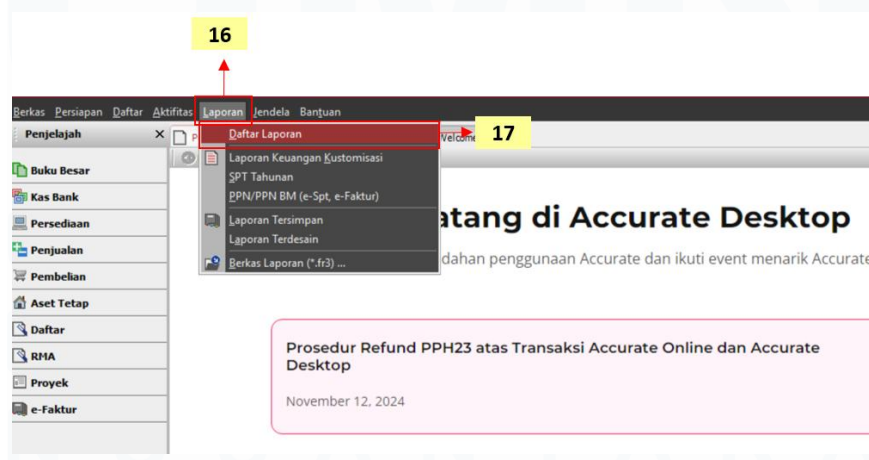 16
Berkas Persiapan Daftar Aktifitas Laporan Jendela Bantuan
Penjelajah X
Daftar Laporan
17
Buku Besar
Laporan Keuangan Kustomisasi
SPT Tahunan
Kas Bank
PPN/PPN BM (e-Spt, e-Faktur)
Persediaan
Laporan Tersimpan
atang di Accurate Desktop
Laporan Terdesain
Penjualan
Berkas Laporan (*.fr3) ...
dahan penggunaan Accurate dan ikuti event menarik Accurate
Pembelian
Aset Tetap
Daftar
RMA
Prosedur Refund PPH23 atas Transaksi Accurate Online dan Accurate
Desktop
Proyek
November 12, 2024
e-Faktur